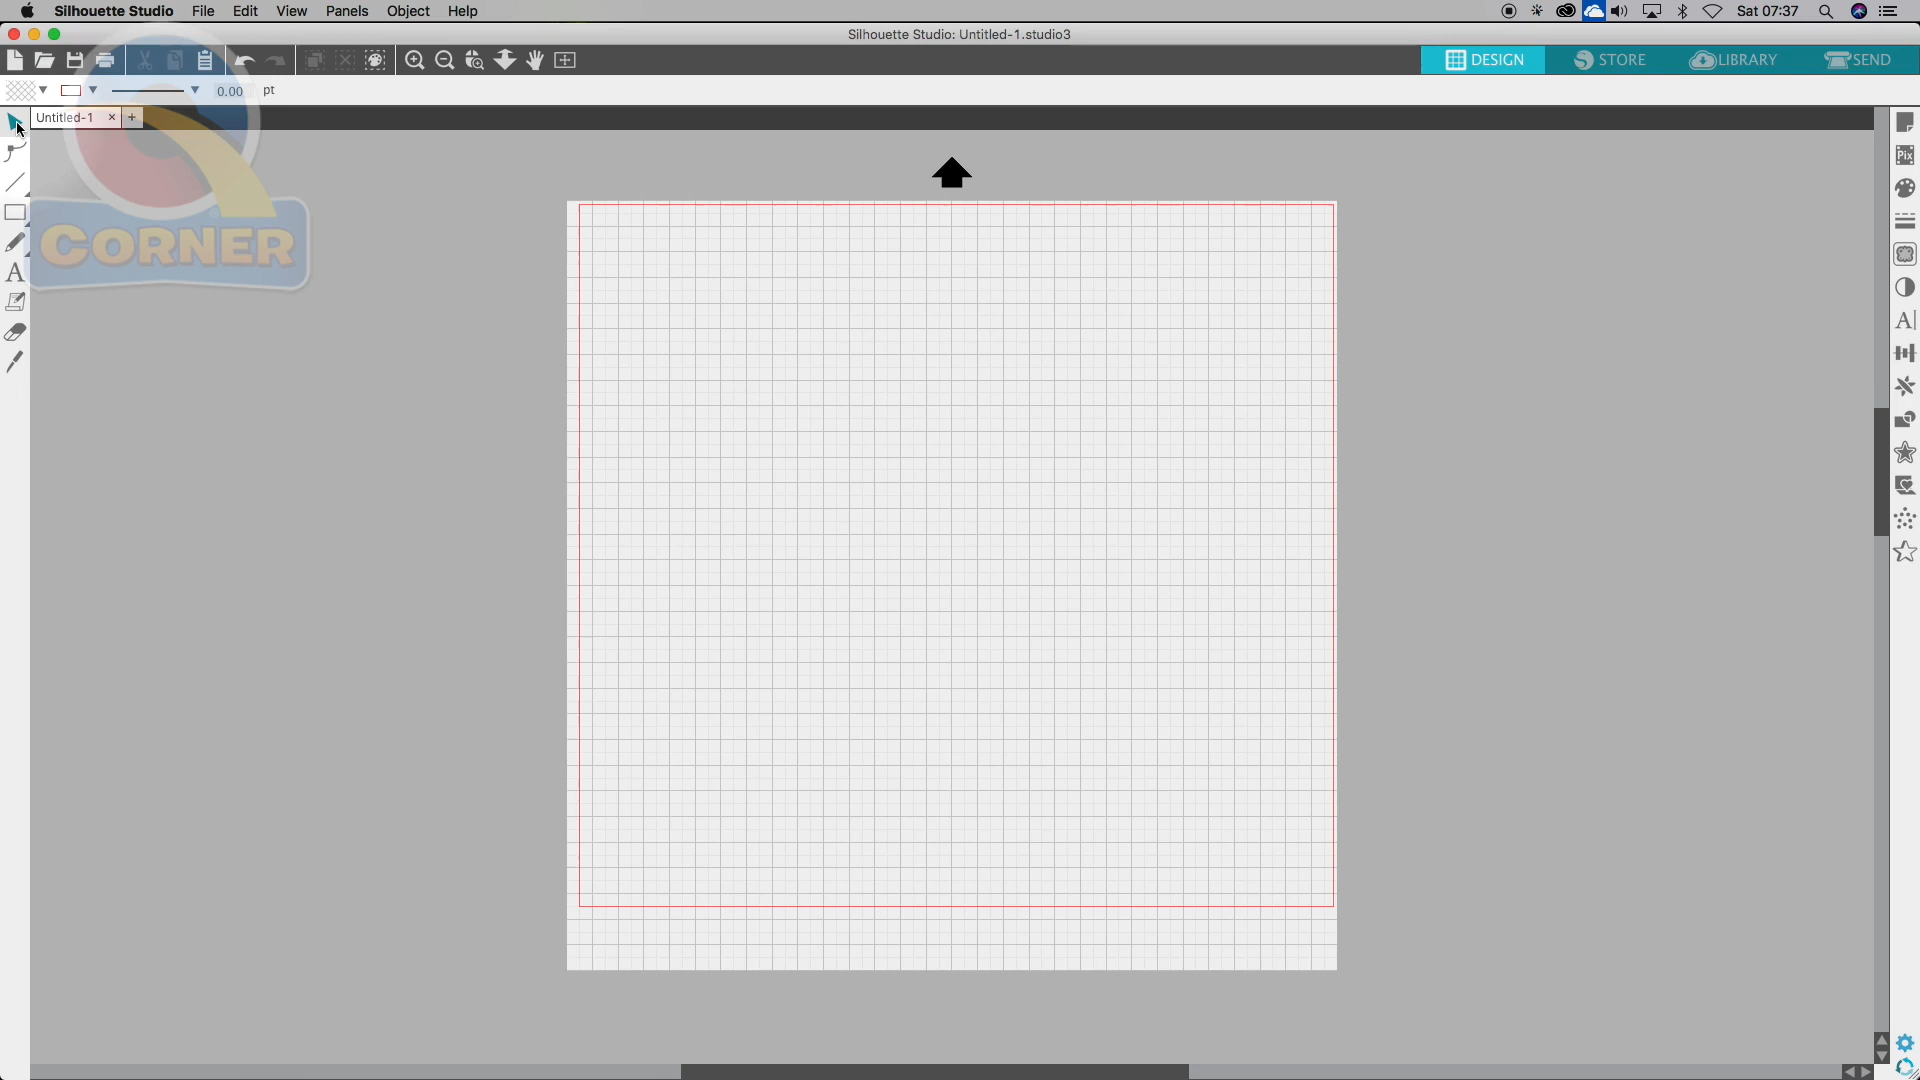 Silhouette Studio File Edit View Panels Object Help Sat 07:37
Silhouette Studio: Untitled-1.studio3
DESIGN STORE LIBRARY SEND
0.00 pt
Untitled-1 × +
Pix
CORNER
A
A